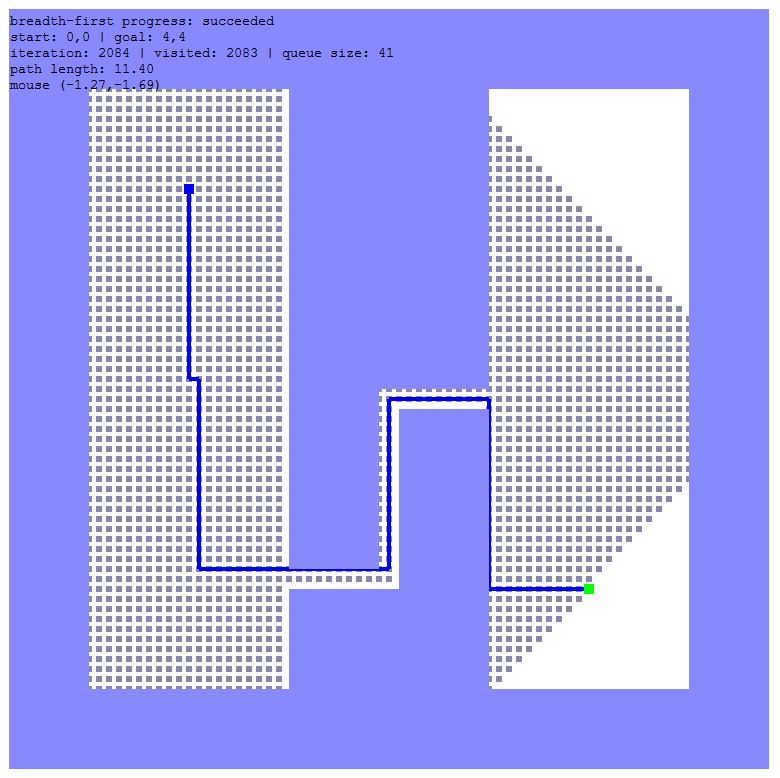 breadth-first progress: succeeded
start: 0,0 | goal: 4,4
iteration: 2084 | visited: 2083 | queue size: 41
path length: 11.40
mouse (-1.27,-1.69)